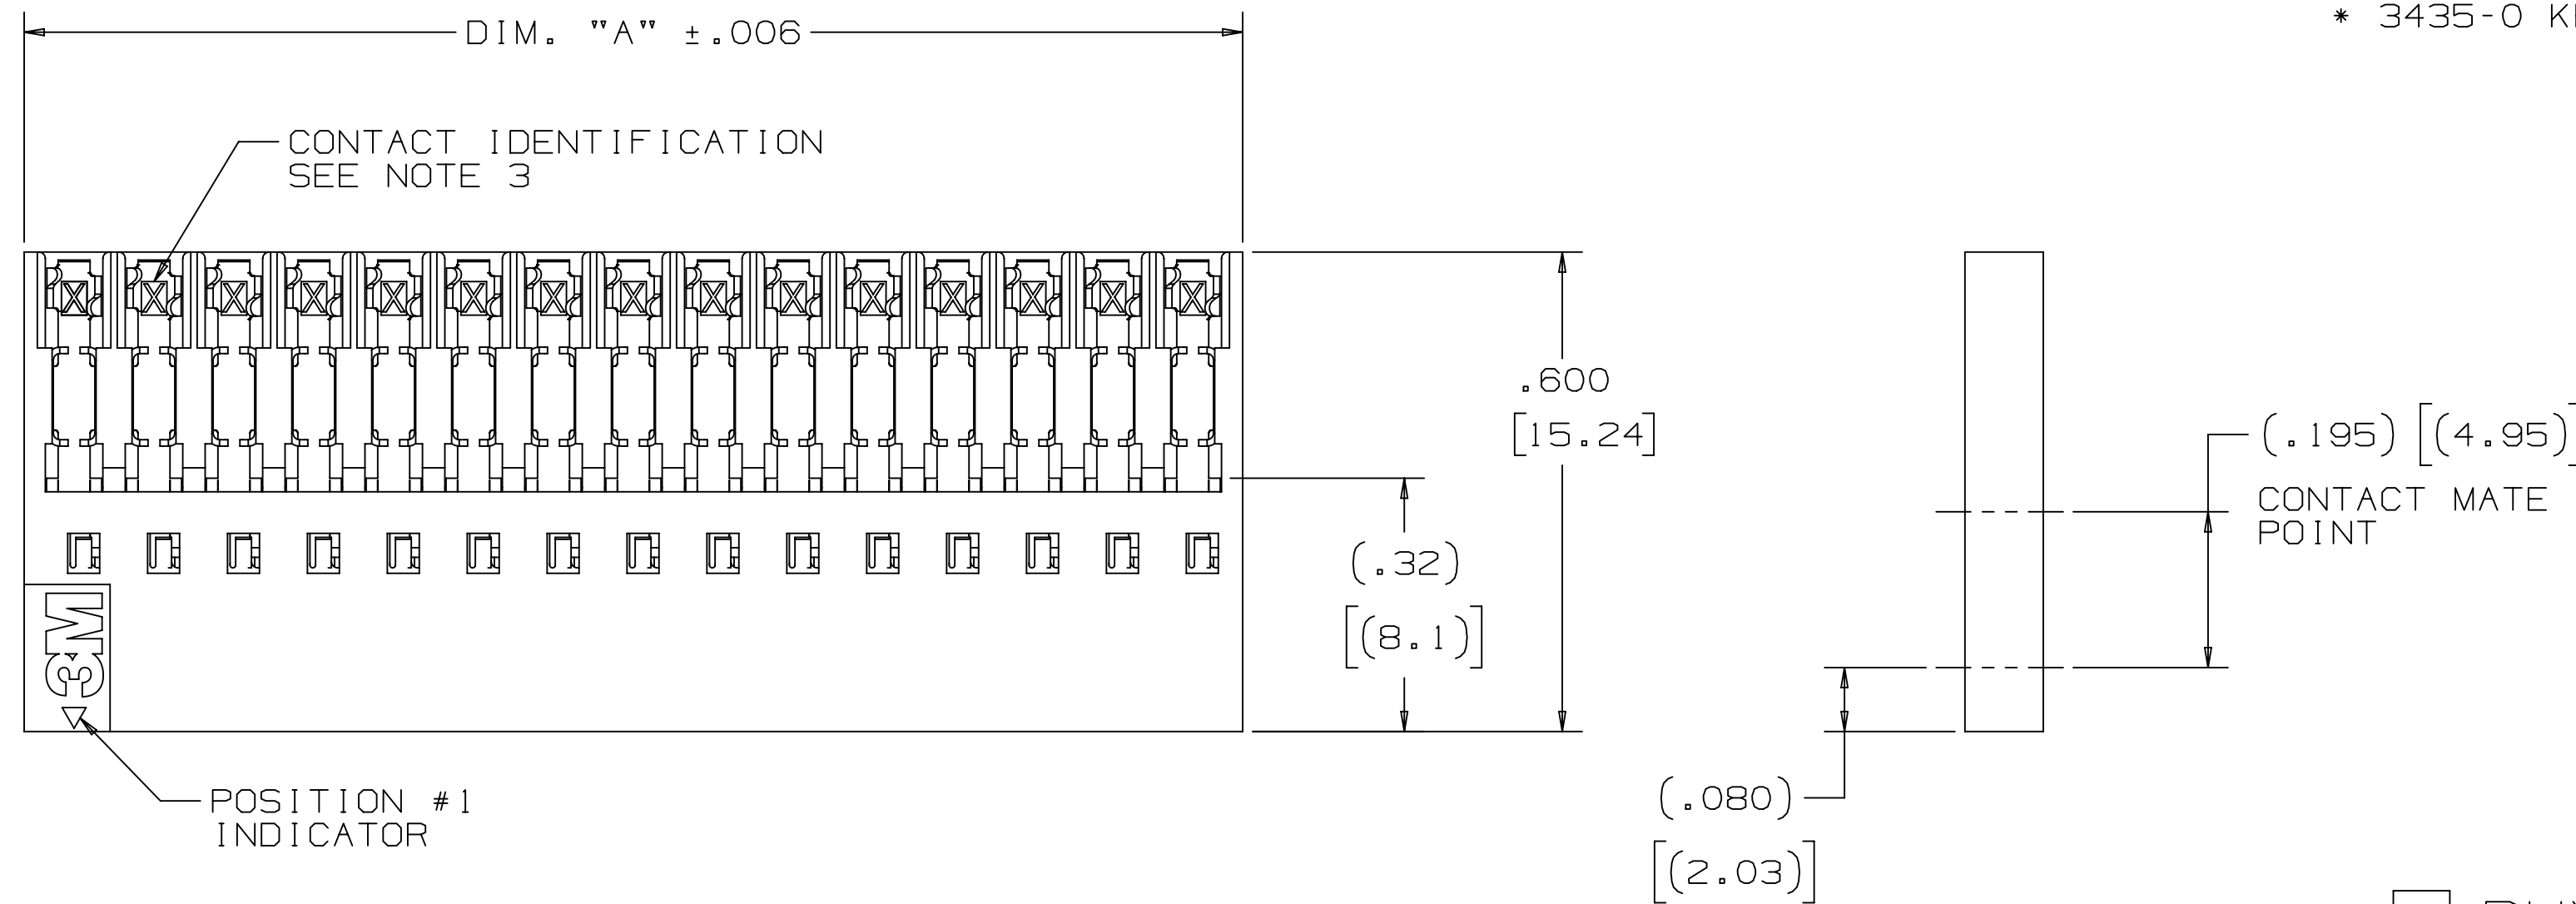 DIM. "A" ±.006
* 3435-0
CONTACT IDENTIFICATION
SEE NOTE 3
X X X X X X X X X X X X X X X
.600
[15.24]
(.195) [(4.95)]
CONTACT MATE
POINT
(.32)
[(8.1)]
3M
POSITION #1
INDICATOR
(.080)
[(2.03)]